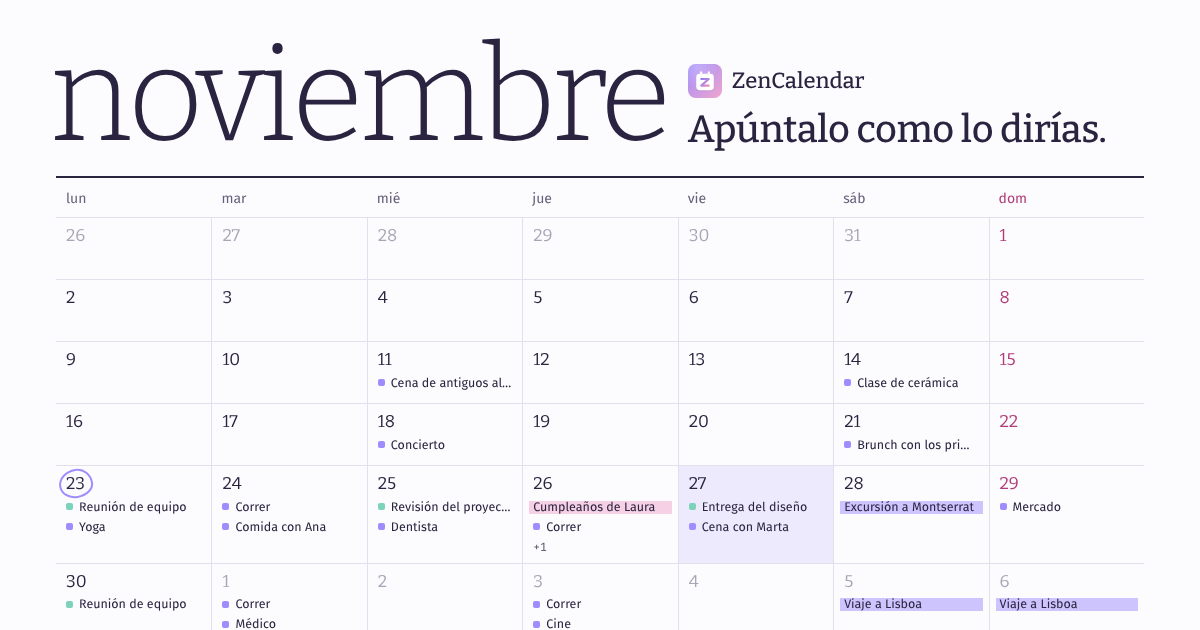 noviembre
ZenCalendar
Apúntalo como lo dirías.
lun mar mié jue vie sáb dom
26 27 28 29 30 31 1
2 3 4 5 6 7 8
9 10 11 12 13 14 15
Cena de antiguos al... Clase de cerámica
16 17 18 19 20 21 22
Concierto Brunch con los pri...
23 24 25 26 27 28 29
Reunión de equipo Correr Revisión del proyec... Cumpleaños de Laura Entrega del diseño Excursión a Montserrat Mercado
Yoga Comida con Ana Dentista Correr Cena con Marta
+1
30 1 2 3 4 5 6
Reunión de equipo Correr Correr Viaje a Lisboa Viaje a Lisboa
Médico Cine